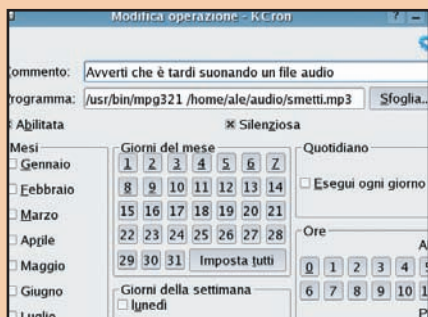 Modifica operazione - KCron
ommento: Avverti che è tardi suonando un file audio
rogramma: /usr/bin/mpg321 /home/ale/audio/smetti.mp3 Sfoglia...
Abilitata Silenziosa
Mesi
Gennaio
Febbraio
Marzo
Aprile
Maggio
Giugno
Luglio
Giorni del mese
1 2 3 4 5 6 7
8 9 10 11 12 13 14
15 16 17 18 19 20 21
22 23 24 25 26 27 28
29 30 31 Imposta tutti
Giorni della settimana
lunedì
Quotidiano
Esegui ogni giorno
Ore
0 1 2 3 4 5
6 7 8 9 10